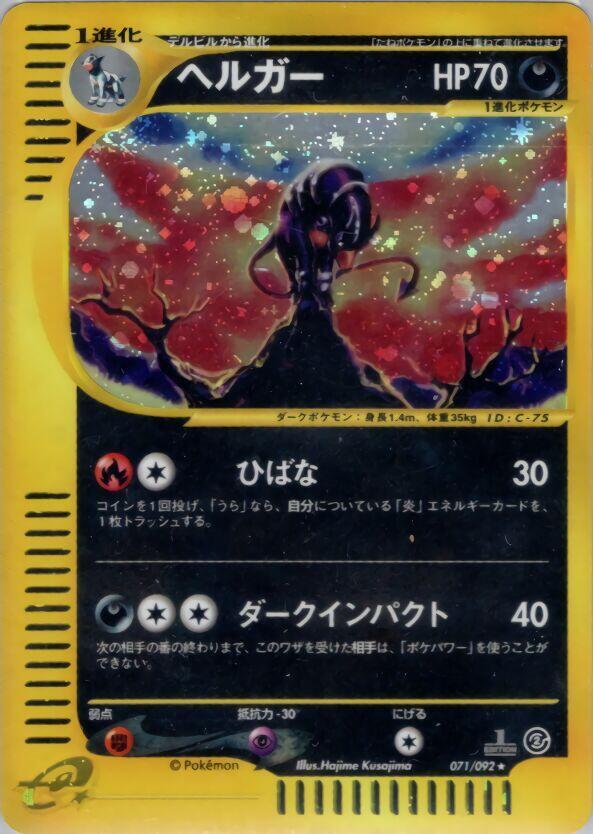 1進化
デルビルから進化
「たねポケモン」の上に重ねて進化させます
ヘルガー HP70
1進化ポケモン
ダークポケモン：身長1.4m、体重35kg ID:C-75
ひばな 30
コインを1回投げ、「うら」なら、自分についている「炎」エネルギーカードを、
1枚トラッシュする。
ダークインパクト 40
次の相手の番の終わりまで、このワザを受けた相手は、「ポケパワー」を使うことが
できない。
弱点 抵抗力-30 にげる
1
EDITION
2
© Pokémon Illus.Hajime Kusajima 071/092★
e